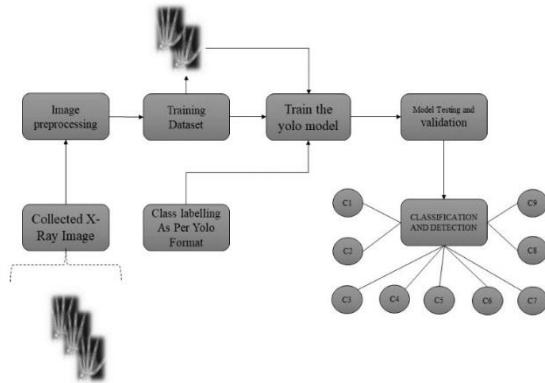 Image
preprocessing
Training
Dataset
Train the
yolo model
Model Testing and
validation
Collected X-
Ray Image
Class labelling
As Per Yolo
Format
CLASSIFICATION
AND DETECTION
C1
C2
C3
C4
C5
C6
C7
C8
C9